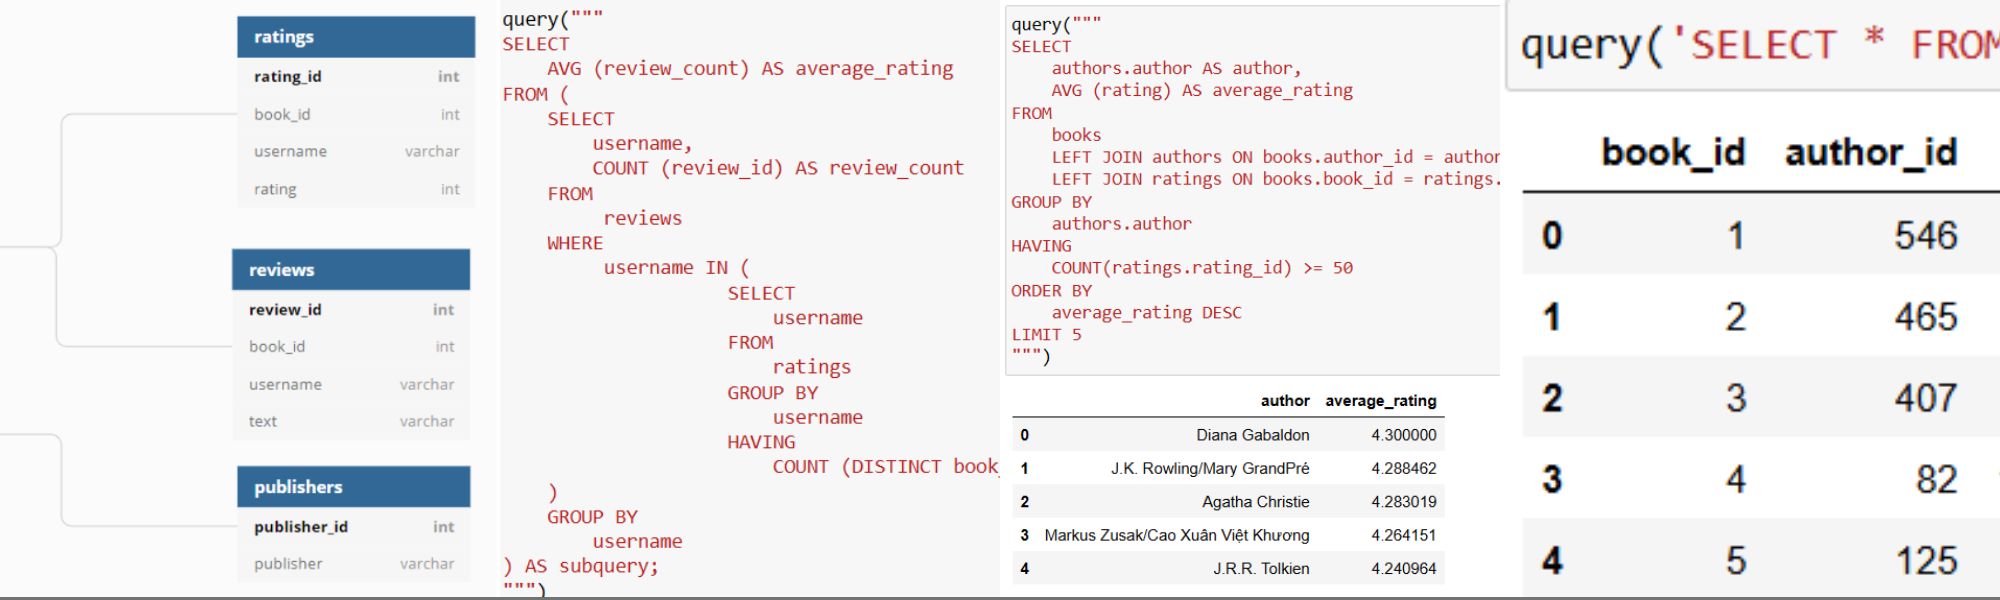 ratings
rating_id int
book_id int
username varchar
rating int
reviews
review_id int
book_id int
username varchar
text varchar
publishers
publisher_id int
publisher varchar
query("""
SELECT
AVG (review_count) AS average_rating
FROM (
SELECT
username,
COUNT (review_id) AS review_count
FROM
reviews
WHERE
username IN (
SELECT
username
FROM
ratings
GROUP BY
username
HAVING
COUNT (DISTINCT book_
)
GROUP BY
username
) AS subquery;
""")
query("""
SELECT
authors.author AS author,
AVG (rating) AS average_rating
FROM
books
LEFT JOIN authors ON books.author_id = author
LEFT JOIN ratings ON books.book_id = ratings.
GROUP BY
authors.author
HAVING
COUNT(ratings.rating_id) >= 50
ORDER BY
average_rating DESC
LIMIT 5
""")
author average_rating
0 Diana Gabaldon 4.300000
1 J.K. Rowling/Mary GrandPré 4.288462
2 Agatha Christie 4.283019
3 Markus Zusak/Cao Xuân Việt Khương 4.264151
4 J.R.R. Tolkien 4.240964
query('SELECT * FROM
book_id author_id
0 1 546
1 2 465
2 3 407
3 4 82
4 5 125